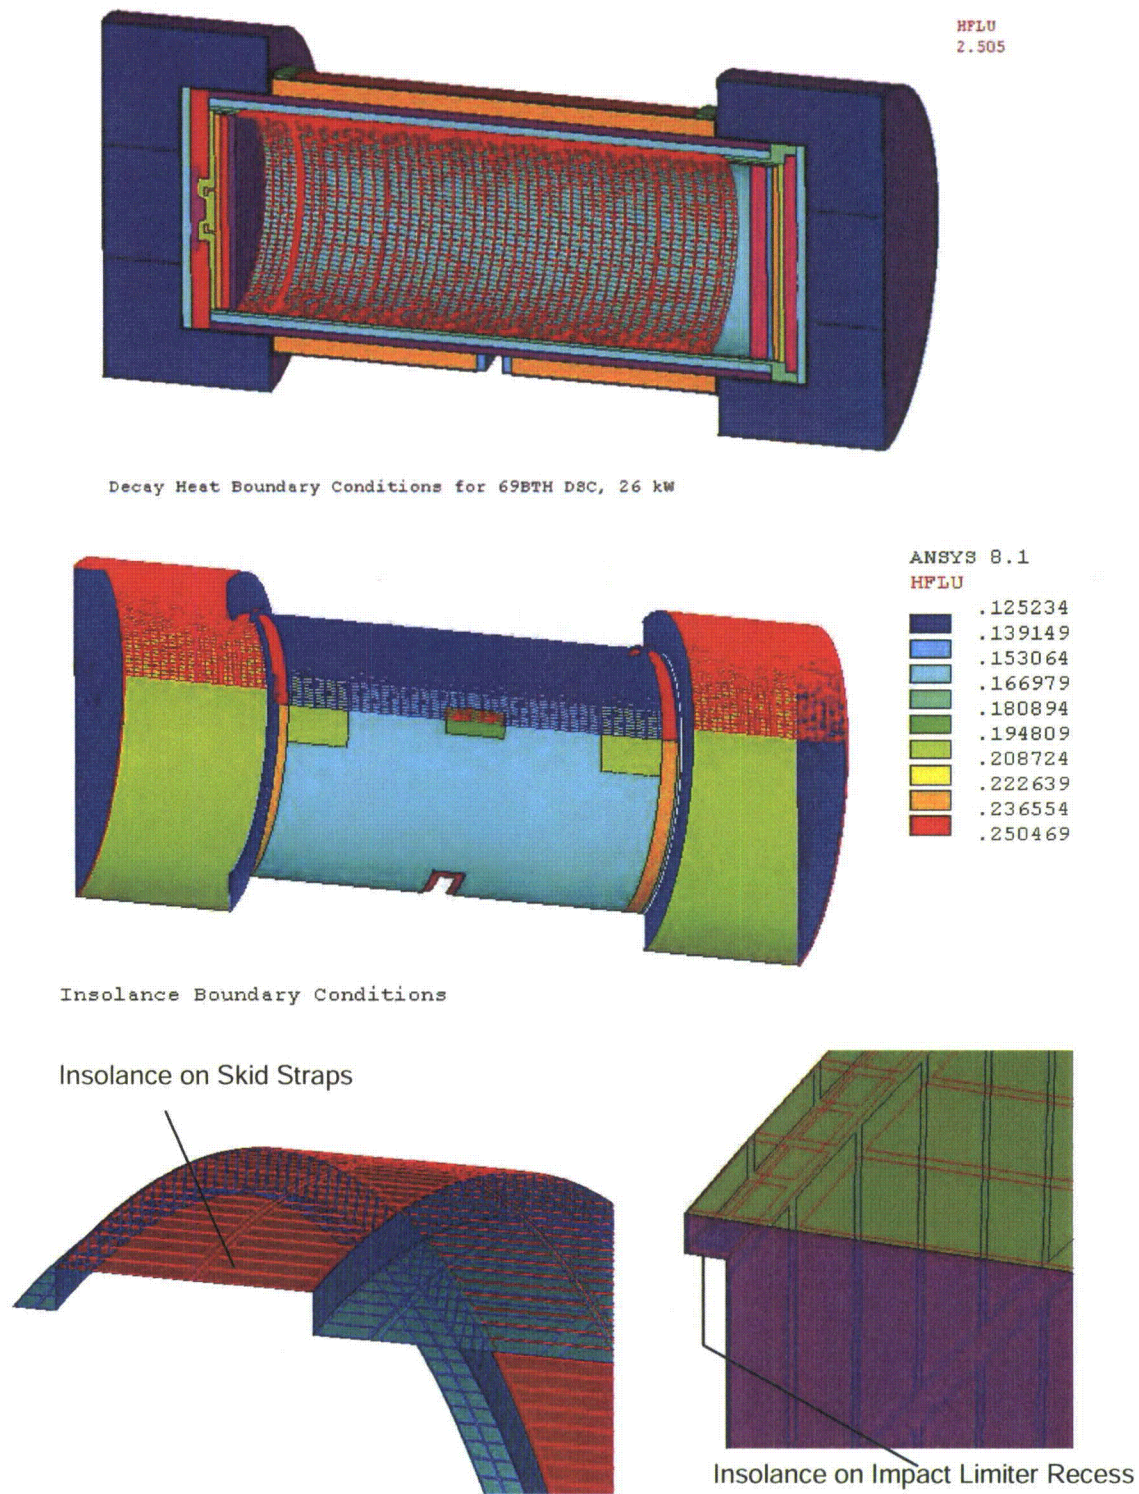 HFLU
2.505
Decay Heat Boundary Conditions for 69BTH DSC, 26 kW
ANSYS 8.1
HFLU
.125234
.139149
.153064
.166979
.180894
.194809
.208724
.222639
.236554
.250469
Insolance Boundary Conditions
Insolance on Skid Straps
Insolance on Impact Limiter Recess